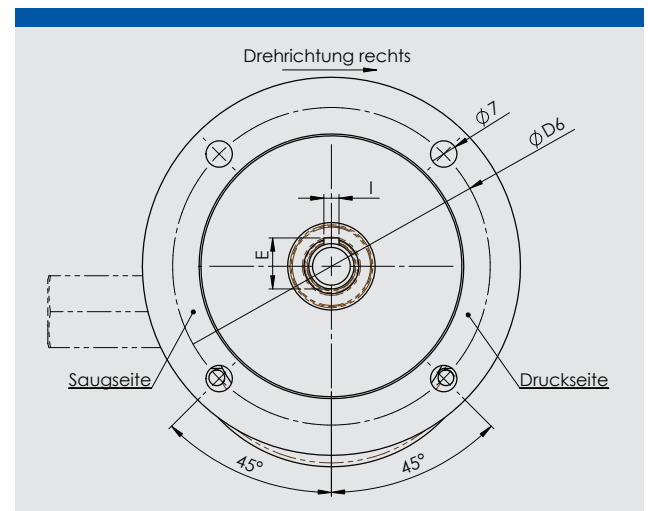 Drehrichtung rechts
ϕ7
ϕD6
I
E
Saugseite
Druckseite
45°
45°